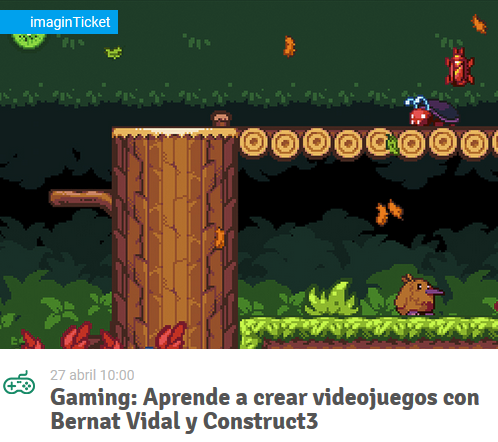 imaginTicket
27 abril 10:00
Gaming: Aprende a crear videojuegos con
Bernat Vidal y Construct3